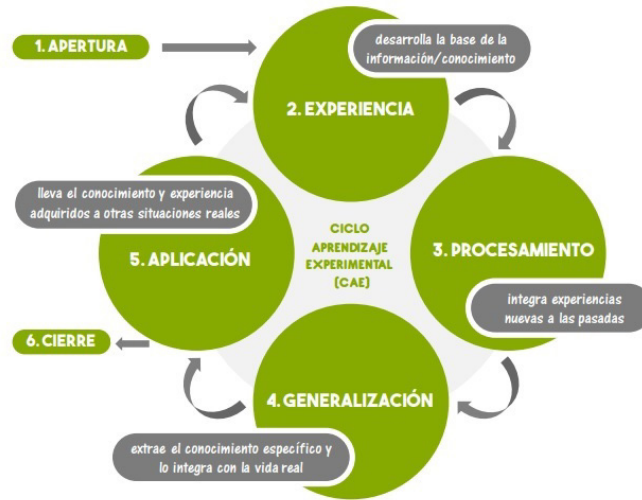 1. APERTURA
desarrolla la base de la
información/conocimiento
2. EXPERIENCIA
lleva el conocimiento y experiencia
adquiridos a otras situaciones reales
5. APLICACIÓN
CICLO
APRENDIZAJE
EXPERIMENTAL
(CAE)
3. PROCESAMIENTO
integra experiencias
nuevas a las pasadas
6. CIERRE
4. GENERALIZACIÓN
extrae el conocimiento específico y
lo integra con la vida real